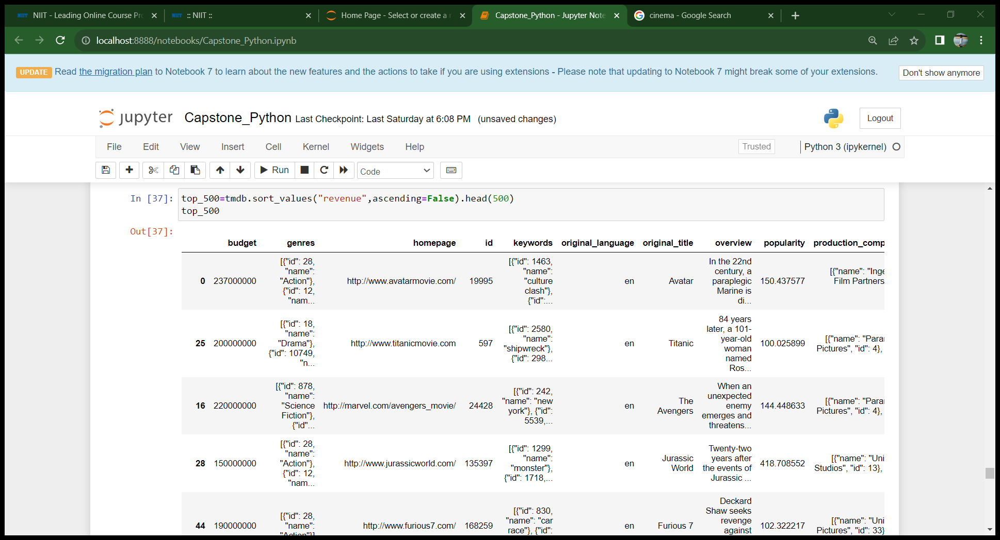 NIIT - Leading Online Course Pro
:: NIIT ::
Home Page - Select or create a n
Capstone_Python - Jupyter Note
cinema - Google Search
localhost:8888/notebooks/Capstone_Python.ipynb
UPDATE Read the migration plan to Notebook 7 to learn about the new features and the actions to take if you are using extensions - Please note that updating to Notebook 7 might break some of your extensions.
Don't show anymore
jupyter Capstone_Python Last Checkpoint: Last Saturday at 6:08 PM (unsaved changes)
Logout
File Edit View Insert Cell Kernel Widgets Help
Trusted
Python 3 (ipykernel)
Run
Code
In [37]: top_500=tmdb.sort_values("revenue",ascending=False).head(500)
top_500
Out[37]:
budget genres homepage id keywords original_language original_title overview popularity production_comp
[{"id": 28, [{"id": 1463, In the 22nd
"name": "name": century, a [{"name": "Inge
0 237000000 "Action"}, http://www.avatarmovie.com/ 19995 "culture en Avatar paraplegic 150.437577 Film Partners
{"id": 12, clash"}, Marine is
"nam... {"id":... di...
84 years
[{"id": 18, [{"id": 2580, later, a 101-
"name": "name": year-old [{"name": "Para
25 200000000 "Drama"}, http://www.titanicmovie.com 597 "shipwreck"}, en Titanic woman 100.025899 Pictures", "id": 4},
{"id": 10749, {"id": 298... named
"n... Ros...
[{"id": 878, [{"id": 242, When an
"name": "name": "new unexpected
16 220000000 "Science http://marvel.com/avengers_movie/ 24428 york"}, {"id": en The Avengers enemy 144.448633 [{"name": "Para Pictures", "id": 4},
Fiction"}, 5539,... emerges and
{"id"... threatens...
[{"id": 28, [{"id": 1299, Twenty-two
"name": "name": years after
28 150000000 "Action"}, http://www.jurassicworld.com/ 135397 "monster"}, en Jurassic World the events of 418.708552 [{"name": "Uni Studios", "id": 13},
{"id": 12, {"id": 1718,... Jurassic ...
"nam...
Deckard
[{"id": 28, [{"id": 830, Shaw seeks
44 190000000 "name": http://www.furious7.com/ 168259 "name": "car en Furious 7 revenge 102.322217 [{"name": "Uni
"Action"}] race"}, {"id": against Pictures", "id": 33}